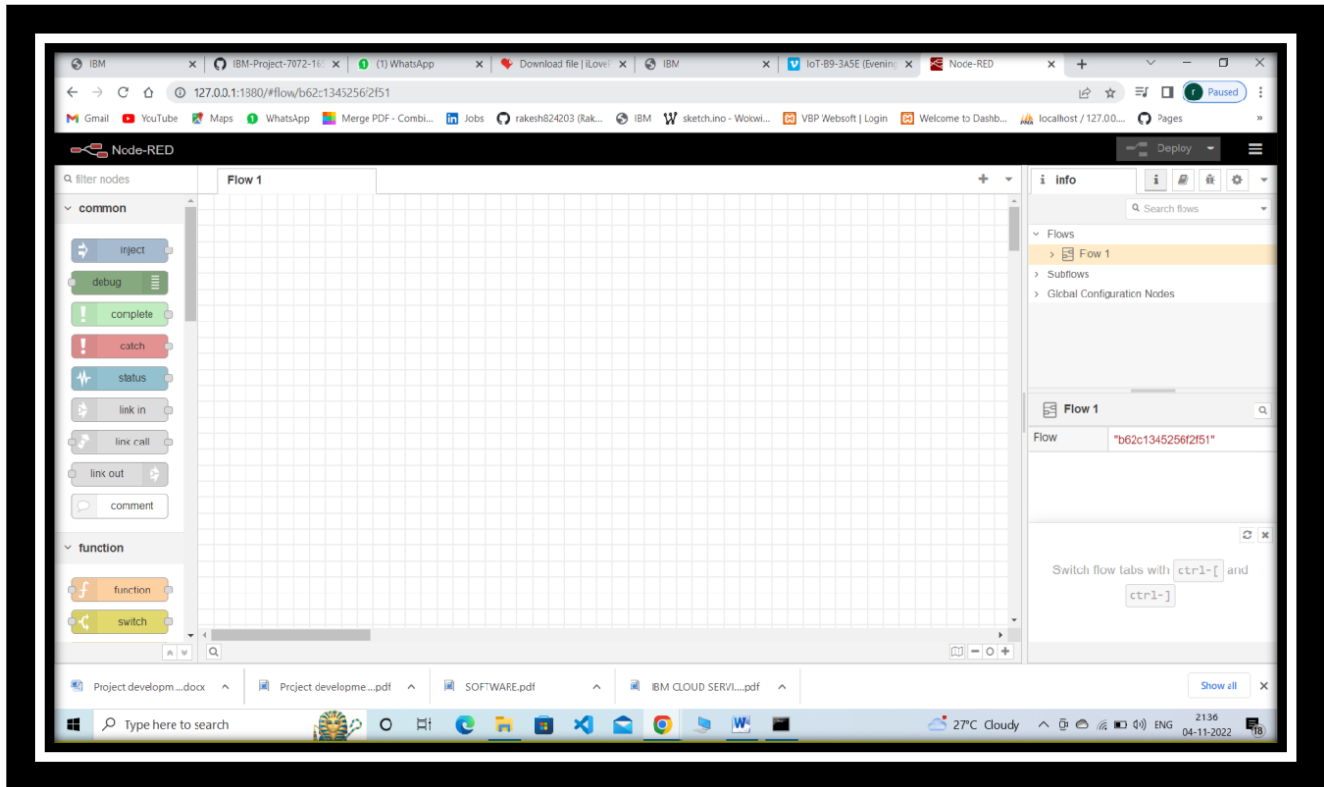 IBM IBM-Project-7072-16 (1) WhatsApp Download file | iLoveP IBM IoT-B9-3A5E (Evening Node-RED
127.0.0.1:1880/#flow/b62c1345256f2f51 Paused
Gmail YouTube Maps WhatsApp Merge PDF - Combi... Jobs rakesh824203 (Rak... IBM sketch.ino - Wokwi... VBP Websoft | Login Welcome to Dashb... localhost / 127.0.0.... Pages »
Node-RED Deploy
filter nodes Flow 1 i info
common Search flows
Flows
inject Flow 1
debug Subflows
Global Configuration Nodes
complete
catch
status
link in Flow 1
link call Flow "b62c1345256f2f51"
link out
comment
function
Switch flow tabs with ctrl-[ and
function ctrl-]
switch
Project developm....docx Project developme....pdf SOFTWARE.pdf IBM CLOUD SERVI....pdf Show all
Type here to search 27°C Cloudy ENG 2136
04-11-2022 18